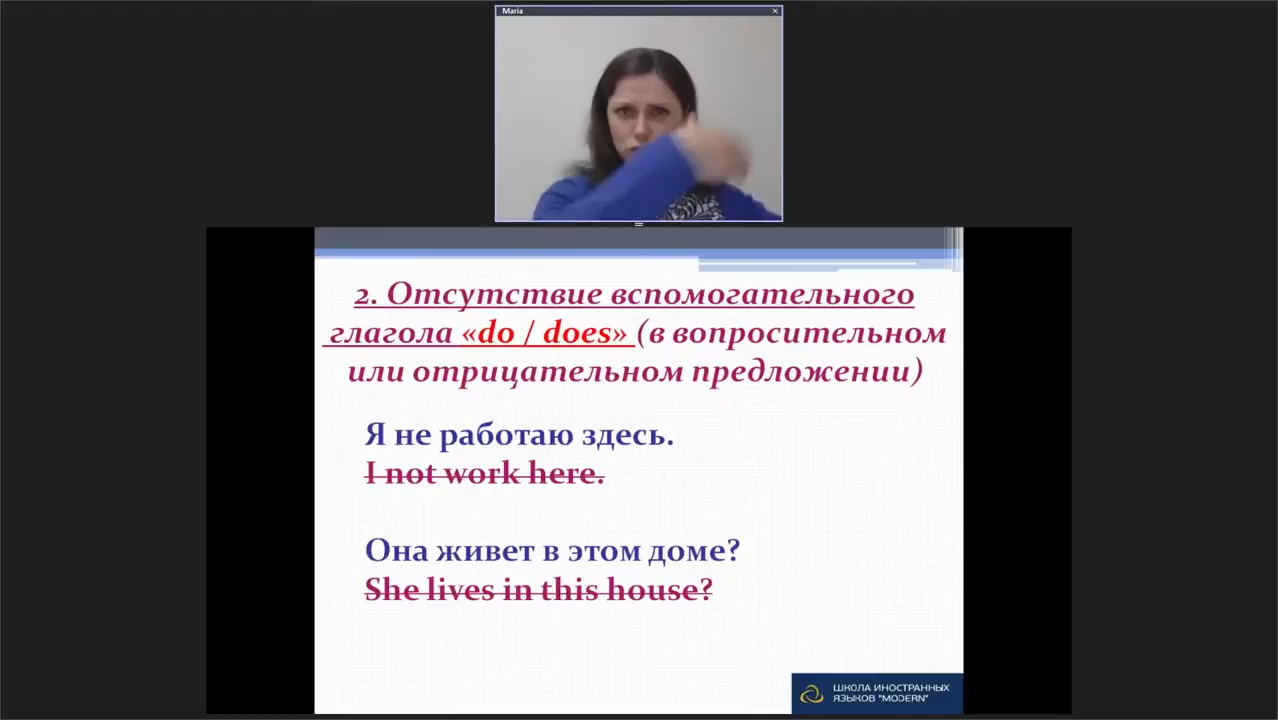 Maria
2. Отсутствие вспомогательного
глагола «do / does» (в вопросительном
или отрицательном предложении)
Я не работаю здесь.
I not work here.
Она живет в этом доме?
She lives in this house?
ШКОЛА ИНОСТРАННЫХ
ЯЗЫКОВ "MODERN"